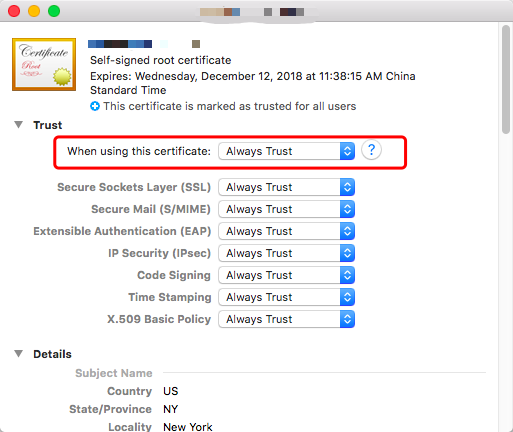 Certificate
Root
Self-signed root certificate
Expires: Wednesday, December 12, 2018 at 11:38:15 AM China
Standard Time
This certificate is marked as trusted for all users
Trust
When using this certificate: Always Trust ?
Secure Sockets Layer (SSL) Always Trust
Secure Mail (S/MIME) Always Trust
Extensible Authentication (EAP) Always Trust
IP Security (IPsec) Always Trust
Code Signing Always Trust
Time Stamping Always Trust
X.509 Basic Policy Always Trust
Details
Subject Name
Country US
State/Province NY
Locality New York